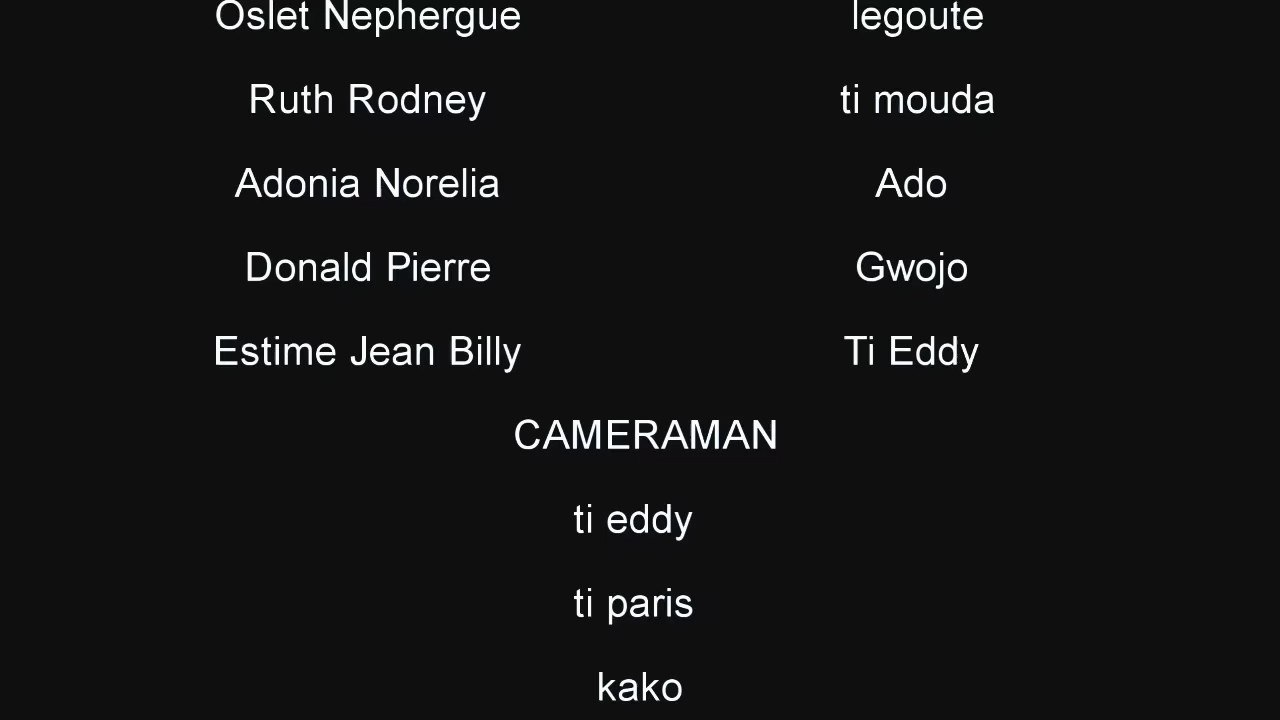 Oslet Nephergue legoute
Ruth Rodney ti mouda
Adonia Norelia Ado
Donald Pierre Gwojo
Estime Jean Billy Ti Eddy
CAMERAMAN
ti eddy
ti paris
kako